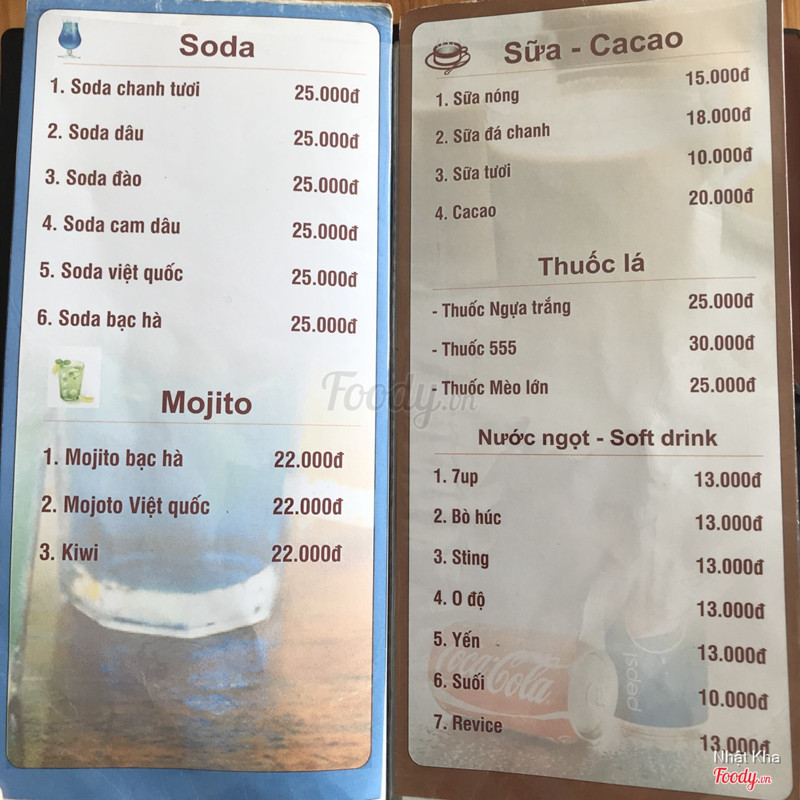 Soda
1. Soda chanh tươi 25.000đ
2. Soda dâu 25.000đ
3. Soda đào 25.000đ
4. Soda cam dâu 25.000đ
5. Soda việt quốc 25.000đ
6. Soda bạc hà 25.000đ
Mojito
1. Mojito bạc hà 22.000đ
2. Mojoto Việt quốc 22.000đ
3. Kiwi 22.000đ
Sữa - Cacao
1. Sữa nóng 15.000đ
2. Sữa đá chanh 18.000đ
3. Sữa tươi 10.000đ
4. Cacao 20.000đ
Thuốc lá
- Thuốc Ngựa trắng 25.000đ
- Thuốc 555 30.000đ
- Thuốc Mèo lớn 25.000đ
Nước ngọt - Soft drink
1. 7up 13.000đ
2. Bò húc 13.000đ
3. Sting 13.000đ
4. O độ 13.000đ
5. Yến 13.000đ
6. Suối 10.000đ
7. Revice 13.000đ
Coca-Cola
pepsi
Foody.vn
Nhật Kha
Foody.vn